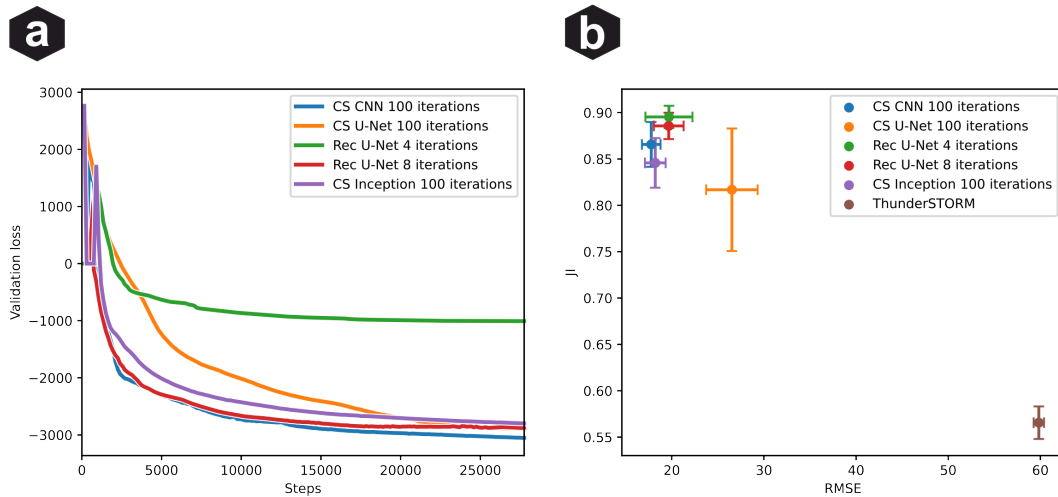 a
b
3000
2000
1000
0
−1000
−2000
−3000
Validation loss
0
5000
10000
15000
20000
25000
Steps
CS CNN 100 iterations
CS U-Net 100 iterations
Rec U-Net 4 iterations
Rec U-Net 8 iterations
CS Inception 100 iterations
0.90
0.85
0.80
0.75
0.70
0.65
0.60
0.55
JI
20
30
40
50
60
RMSE
CS CNN 100 iterations
CS U-Net 100 iterations
Rec U-Net 4 iterations
Rec U-Net 8 iterations
CS Inception 100 iterations
ThunderSTORM